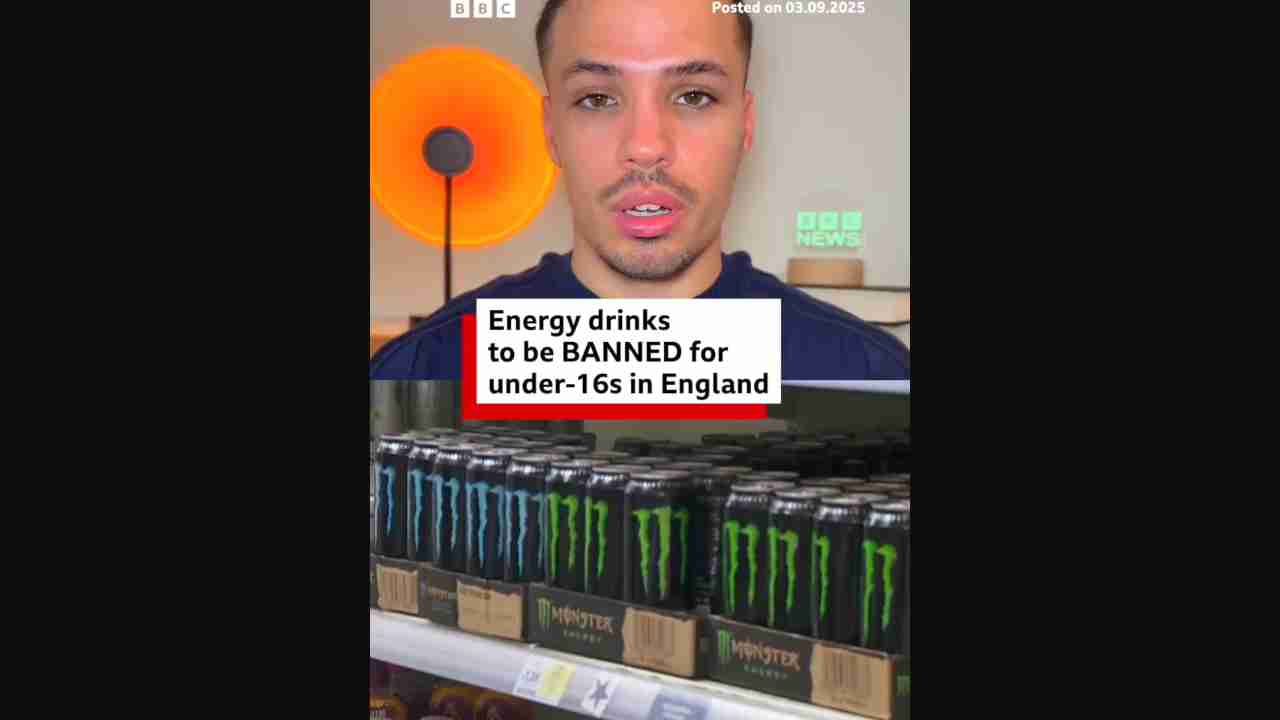 BBC
Posted on 03.09.2025
NEWS
Energy drinks
to be BANNED for
under-16s in England
MONSTER
ENERGY
MONSTER
ENERGY